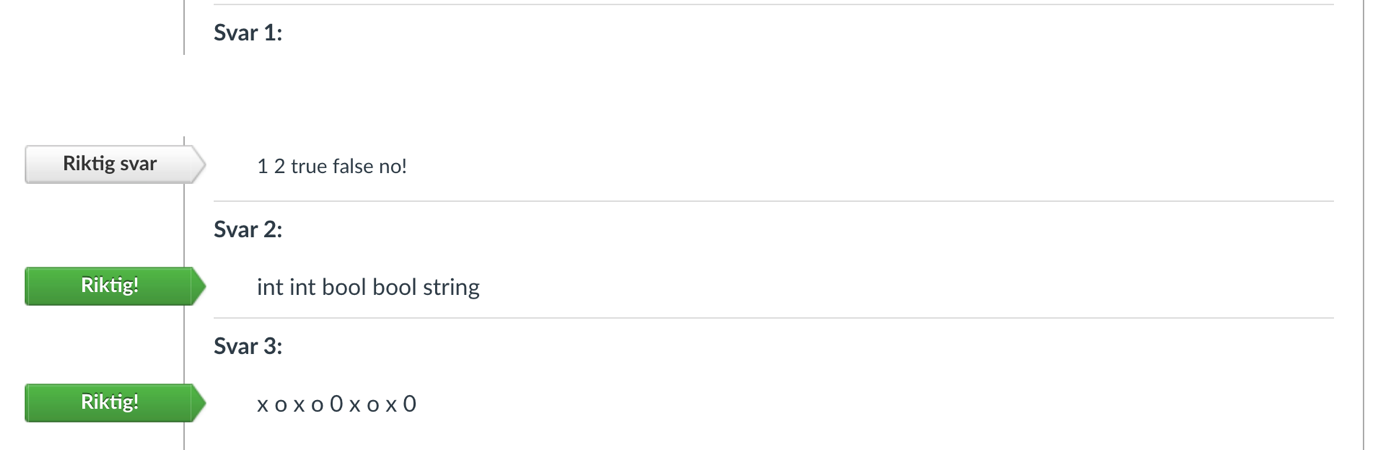 Svar 1:
Riktig svar
1 2 true false no!
Svar 2:
Riktig!
int int bool bool string
Svar 3:
Riktig!
x o x o 0 x o x 0